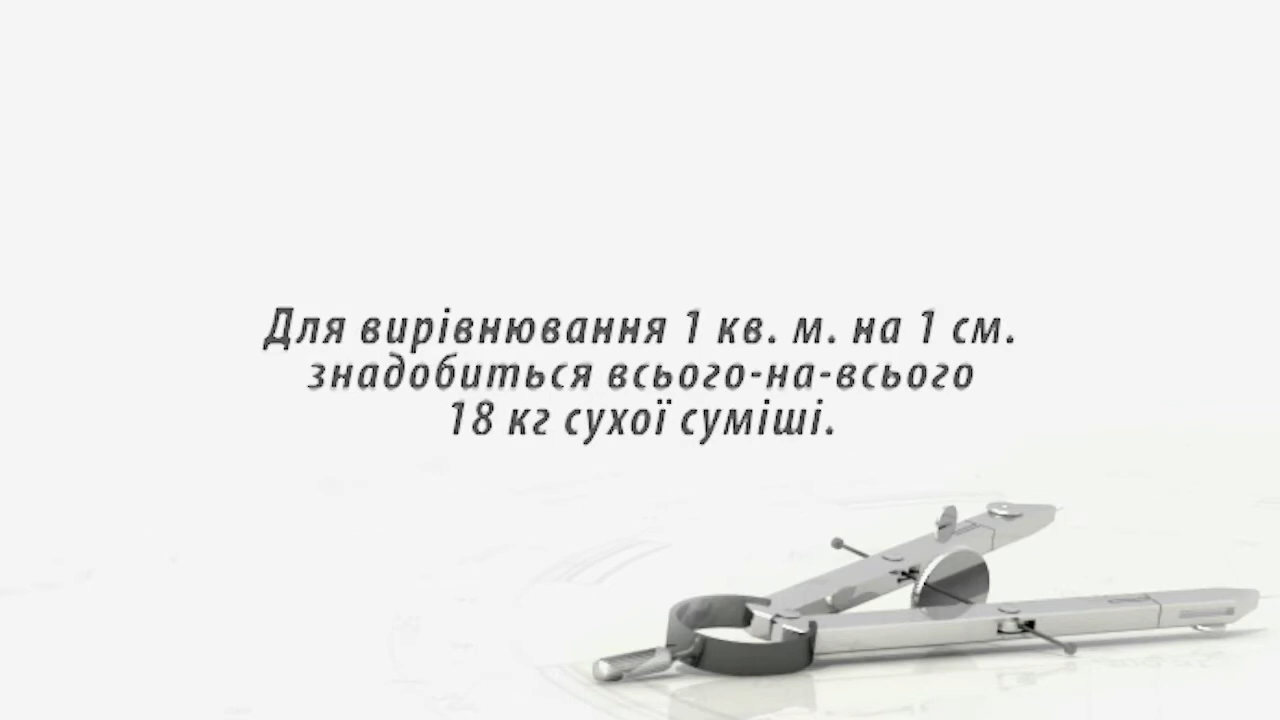 Для вирівнювання 1 кв. м. на 1 см.
знадобиться всього-на-всього
18 кг сухої суміші.